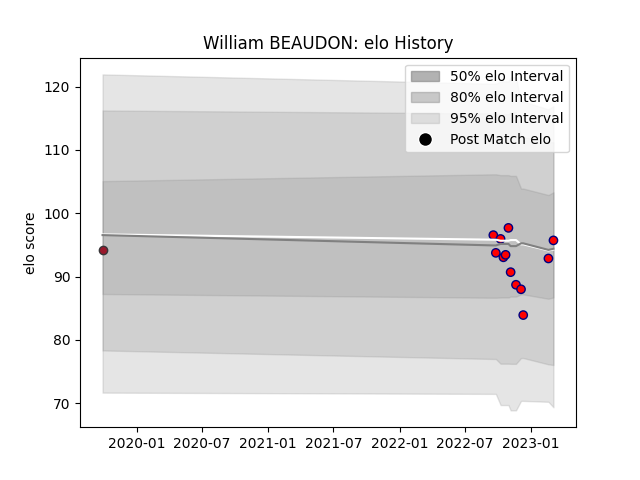 William BEAUDON: elo History
50% elo Interval
80% elo Interval
95% elo Interval
Post Match elo
elo score
120
110
100
90
80
70
2020-01 2020-07 2021-01 2021-07 2022-01 2022-07 2023-01